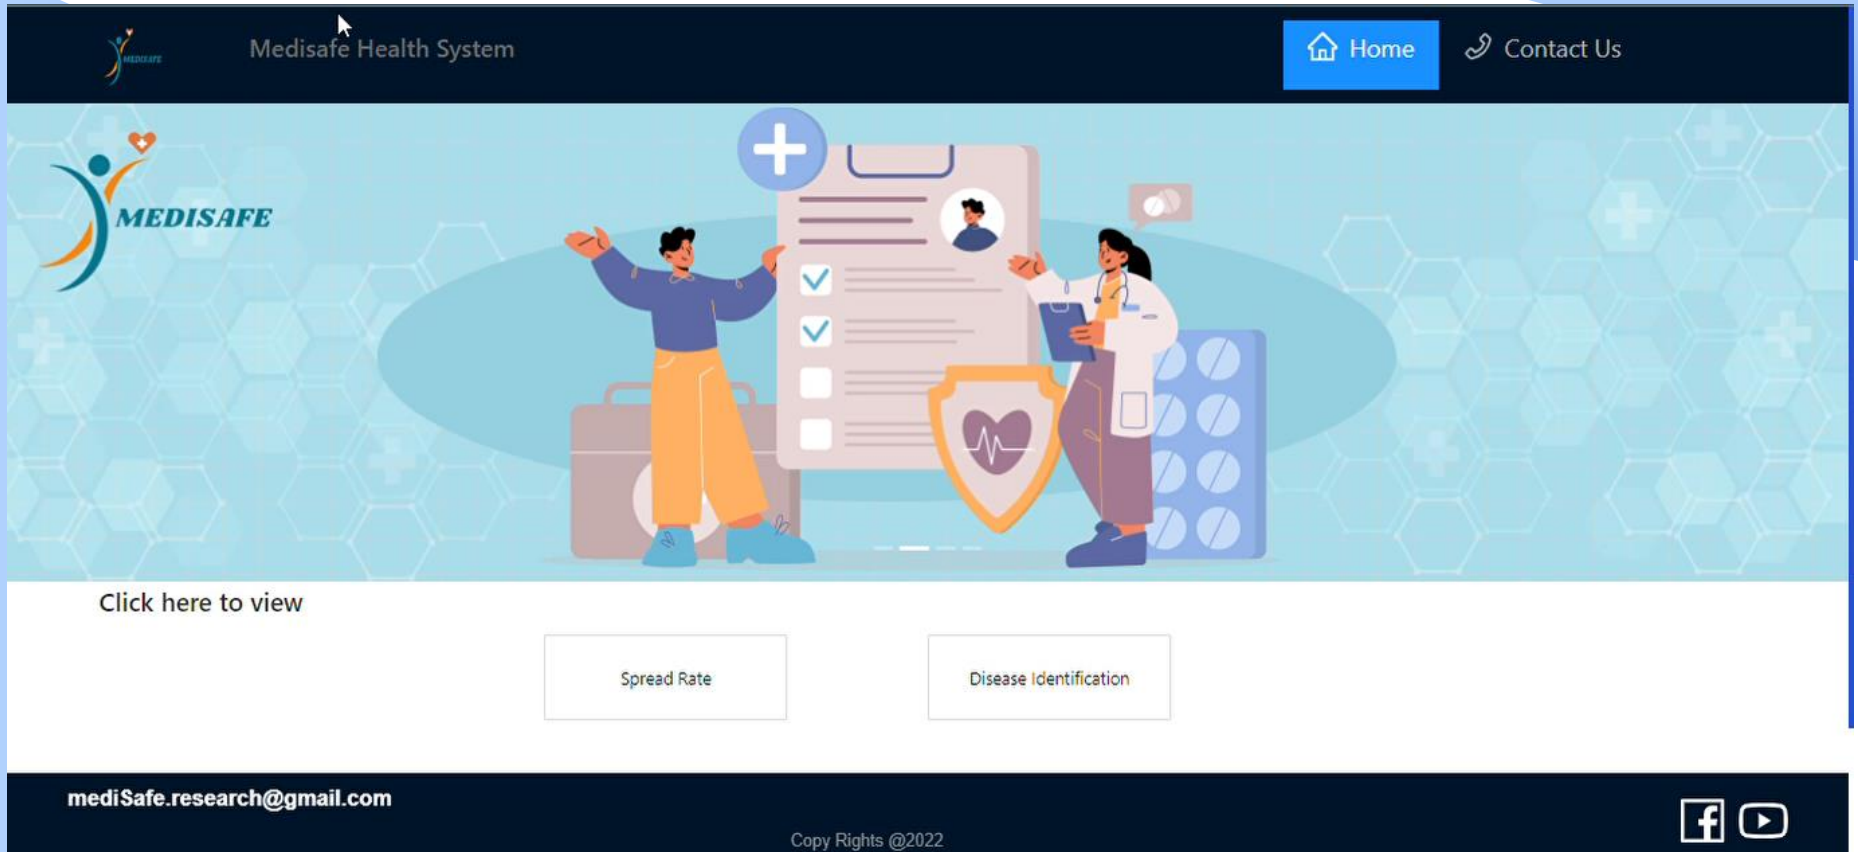 MEDISAFE
Medisafe Health System
Home
Contact Us
MEDISAFE
Click here to view
Spread Rate
Disease Identification
mediSafe.research@gmail.com
Copy Rights @2022